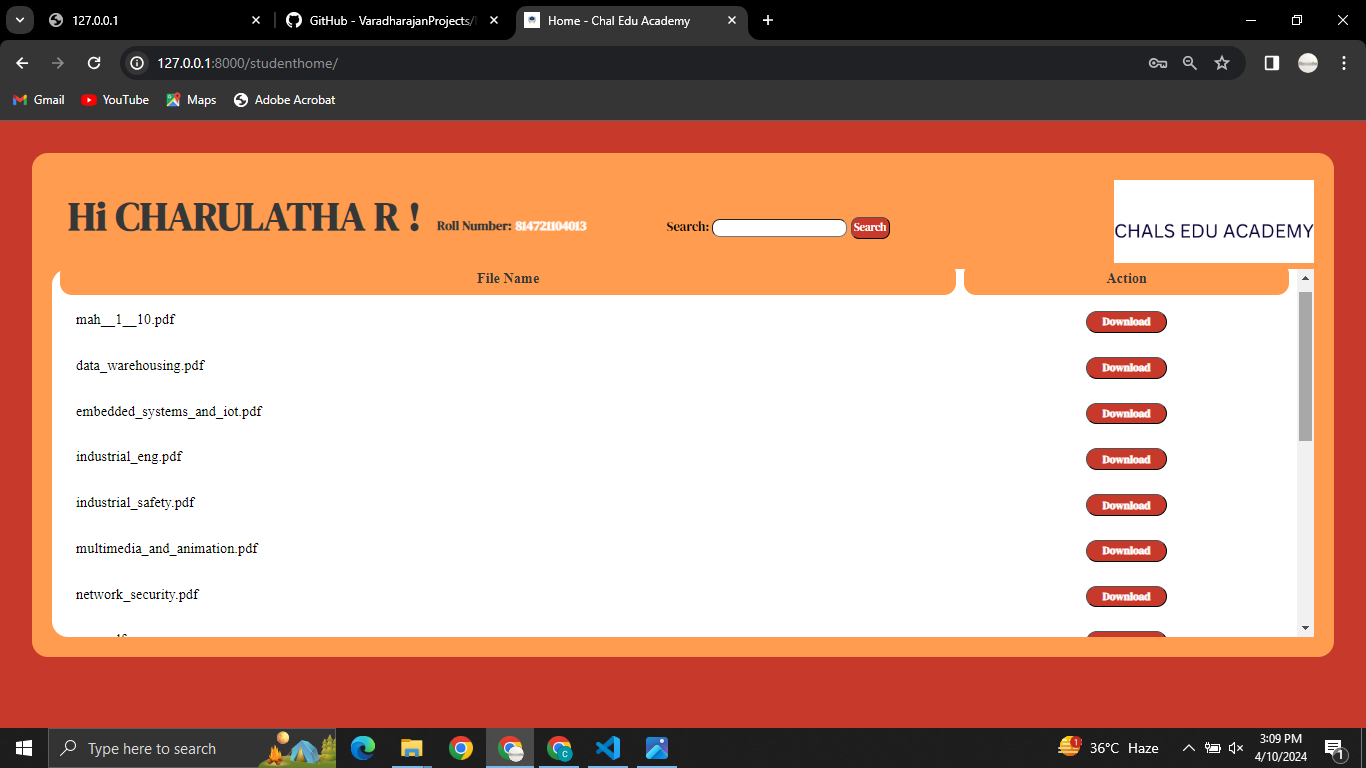 127.0.0.1
GitHub - VaradharajanProjects/
Home - Chal Edu Academy
127.0.0.1:8000/studenthome/
Gmail
YouTube
Maps
Adobe Acrobat
Hi CHARULATHA R !
Roll Number: 814721104013
Search:
Search
CHALS EDU ACADEMY
File Name
Action
mah__1__10.pdf
Download
data_warehousing.pdf
Download
embedded_systems_and_iot.pdf
Download
industrial_eng.pdf
Download
industrial_safety.pdf
Download
multimedia_and_animation.pdf
Download
network_security.pdf
Download
Type here to search
1
36°C Haze
3:09 PM
4/10/2024
1